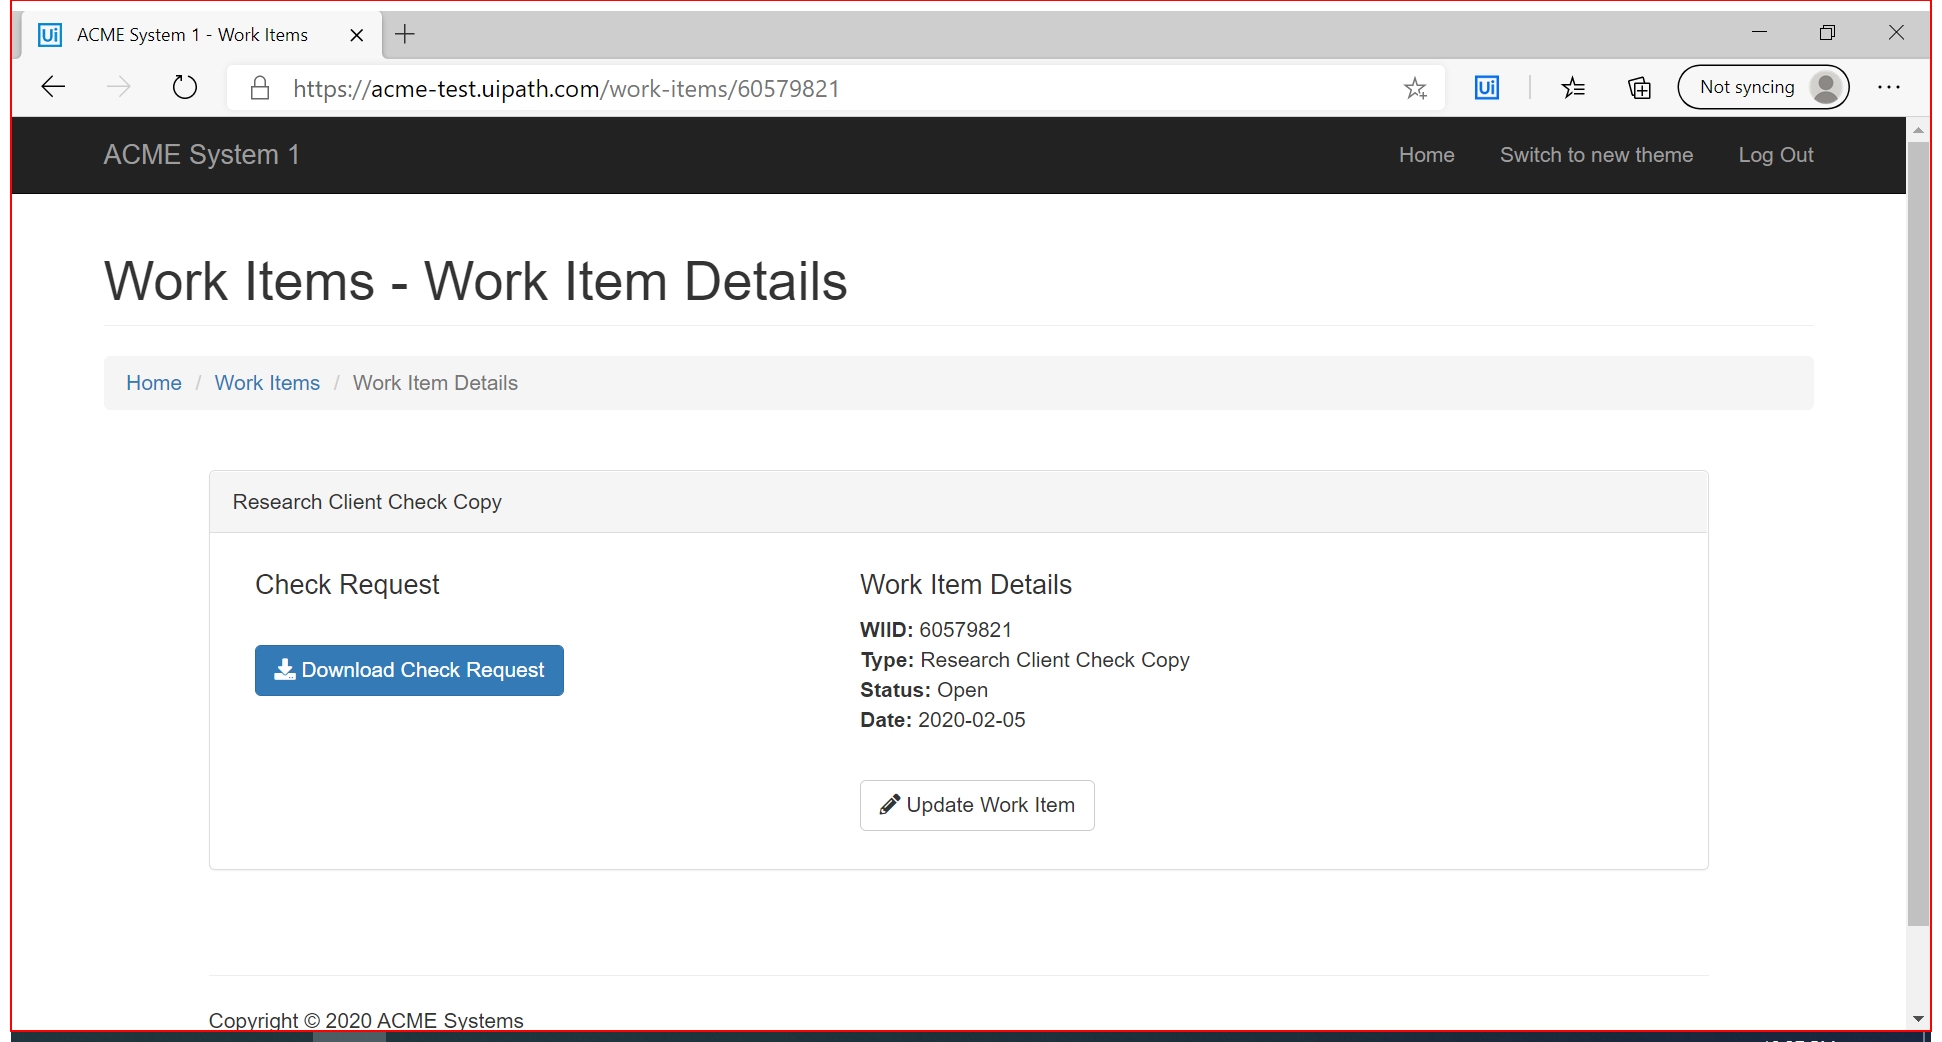 Ui ACME System 1 - Work Items
https://acme-test.uipath.com/work-items/60579821 Ui Not syncing
ACME System 1 Home Switch to new theme Log Out
Work Items - Work Item Details
Home / Work Items / Work Item Details
Research Client Check Copy
Check Request
Download Check Request
Work Item Details
WIID: 60579821
Type: Research Client Check Copy
Status: Open
Date: 2020-02-05
Update Work Item
Copyright © 2020 ACME Systems